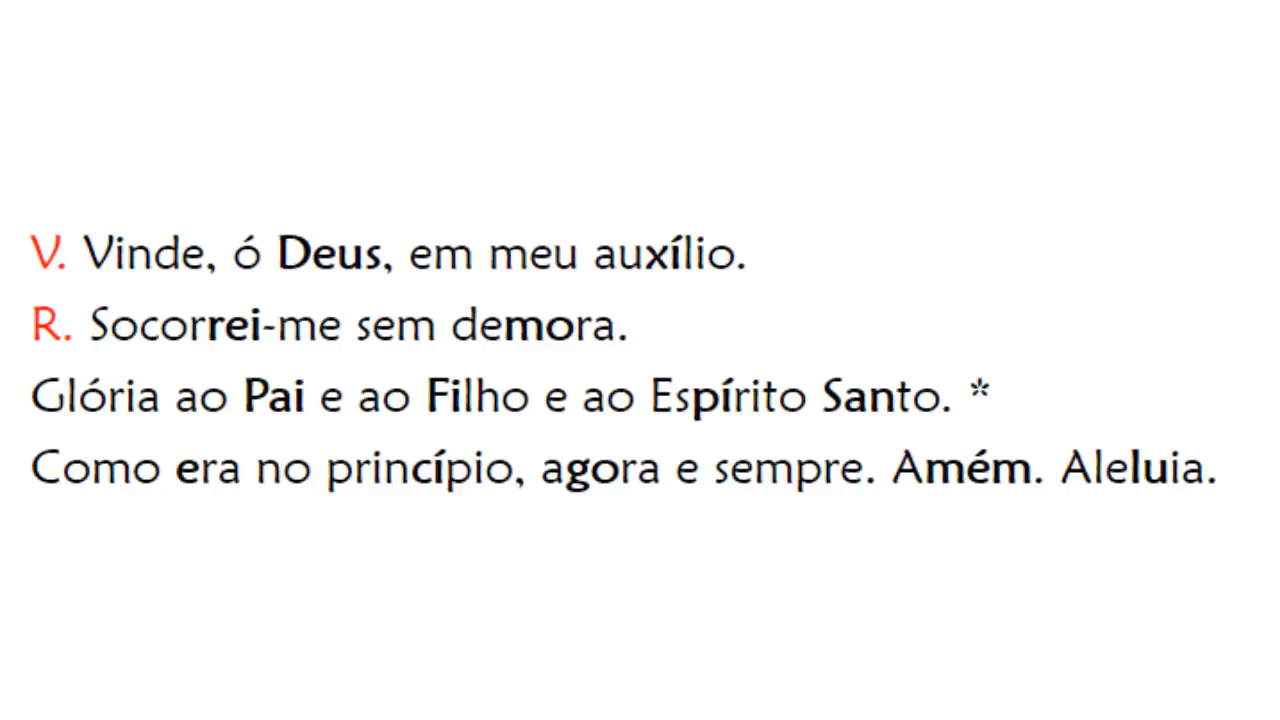 V. Vinde, ó Deus, em meu auxílio.
R. Socorrei-me sem demora.
Glória ao Pai e ao Filho e ao Espírito Santo. *
Como era no princípio, agora e sempre. Amém. Aleluia.